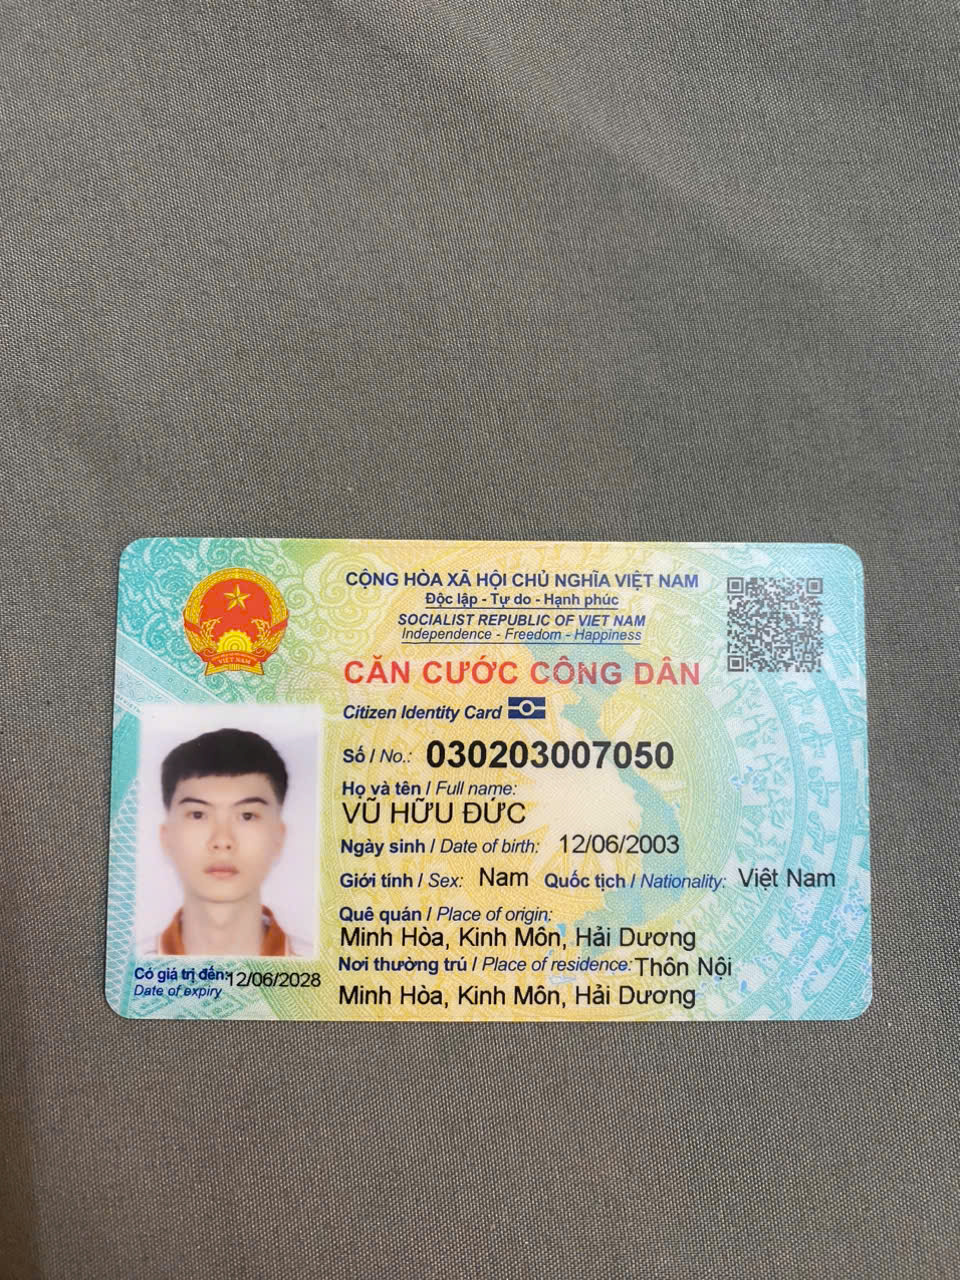 CỘNG HÒA XÃ HỘI CHỦ NGHĨA VIỆT NAM
Độc lập - Tự do - Hạnh phúc
SOCIALIST REPUBLIC OF VIET NAM
Independence - Freedom - Happiness
CĂN CƯỚC CÔNG DÂN
Citizen Identity Card
Số / No.: 030203007050
Họ và tên / Full name:
VŨ HỮU ĐỨC
Ngày sinh / Date of birth: 12/06/2003
Giới tính / Sex: Nam Quốc tịch / Nationality: Việt Nam
Quê quán / Place of origin:
Minh Hòa, Kinh Môn, Hải Dương
Nơi thường trú / Place of residence: Thôn Nội
Minh Hòa, Kinh Môn, Hải Dương
Có giá trị đến: 12/06/2028
Date of expiry
VIỆT NAM